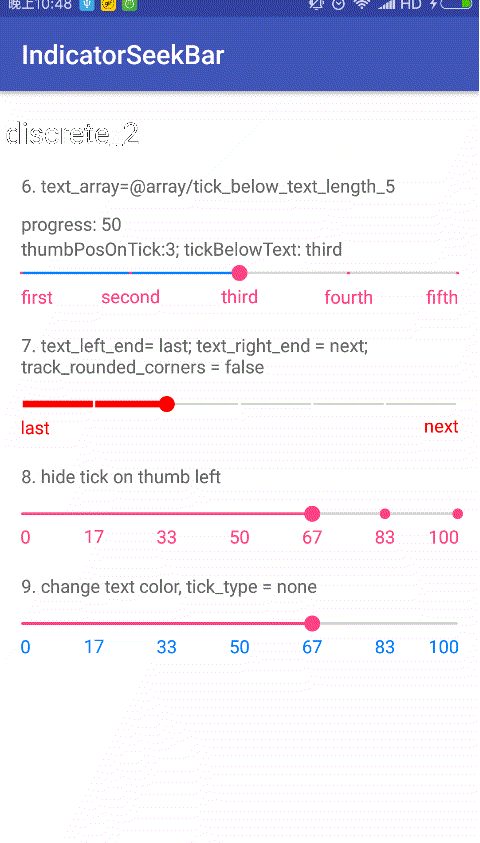 晚上10:48 HD
IndicatorSeekBar
discrete_2
6. text_array=@array/tick_below_text_length_5
progress: 50
thumbPosOnTick:3; tickBelowText: third
first second third fourth fifth
7. text_left_end= last; text_right_end = next;
track_rounded_corners = false
last next
8. hide tick on thumb left
0 17 33 50 67 83 100
9. change text color, tick_type = none
0 17 33 50 67 83 100